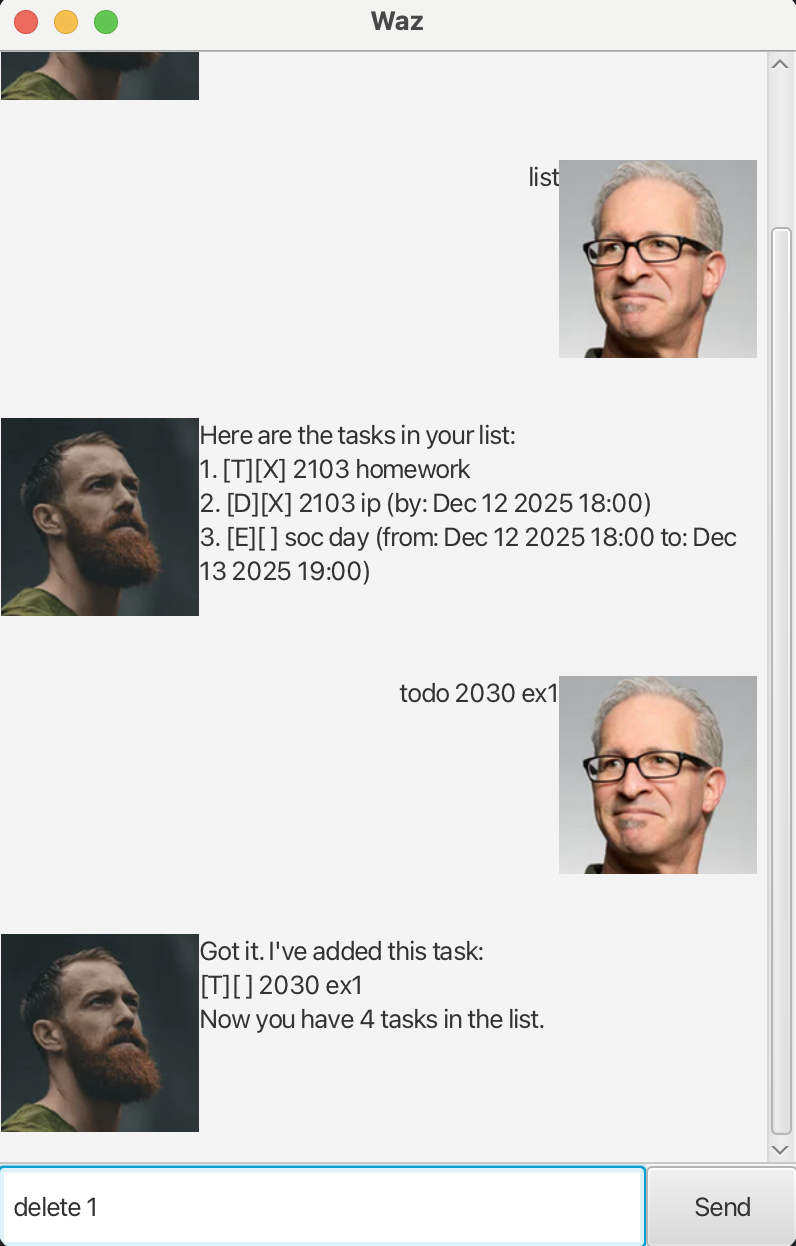 Waz
list
Here are the tasks in your list:
1. [T][X] 2103 homework
2. [D][X] 2103 ip (by: Dec 12 2025 18:00)
3. [E][ ] soc day (from: Dec 12 2025 18:00 to: Dec
13 2025 19:00)
todo 2030 ex1
Got it. I've added this task:
[T][ ] 2030 ex1
Now you have 4 tasks in the list.
delete 1
Send